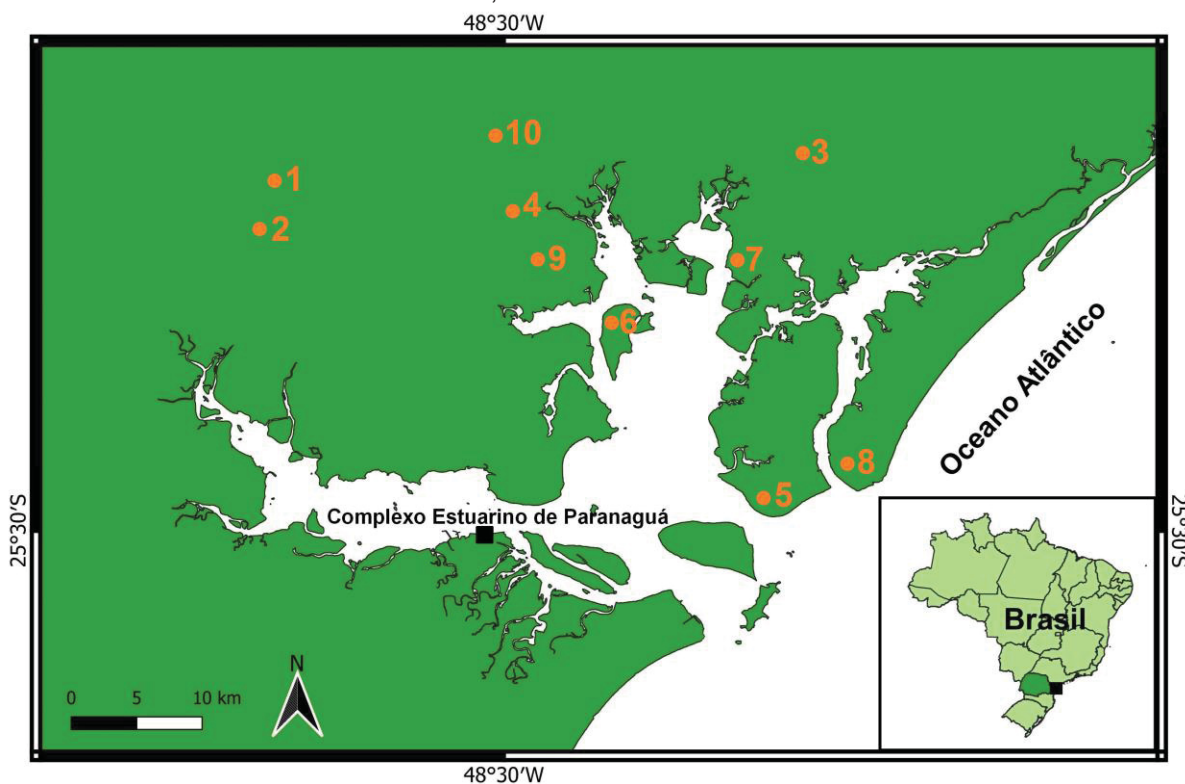 48°30′W
10
3
1
4
2
9
7
6
Oceano Atlântico
8
5
Complexo Estuarino de Paranaguá
25°30′S
25°30′S
Brasil
N
0 5 10 km
48°30′W